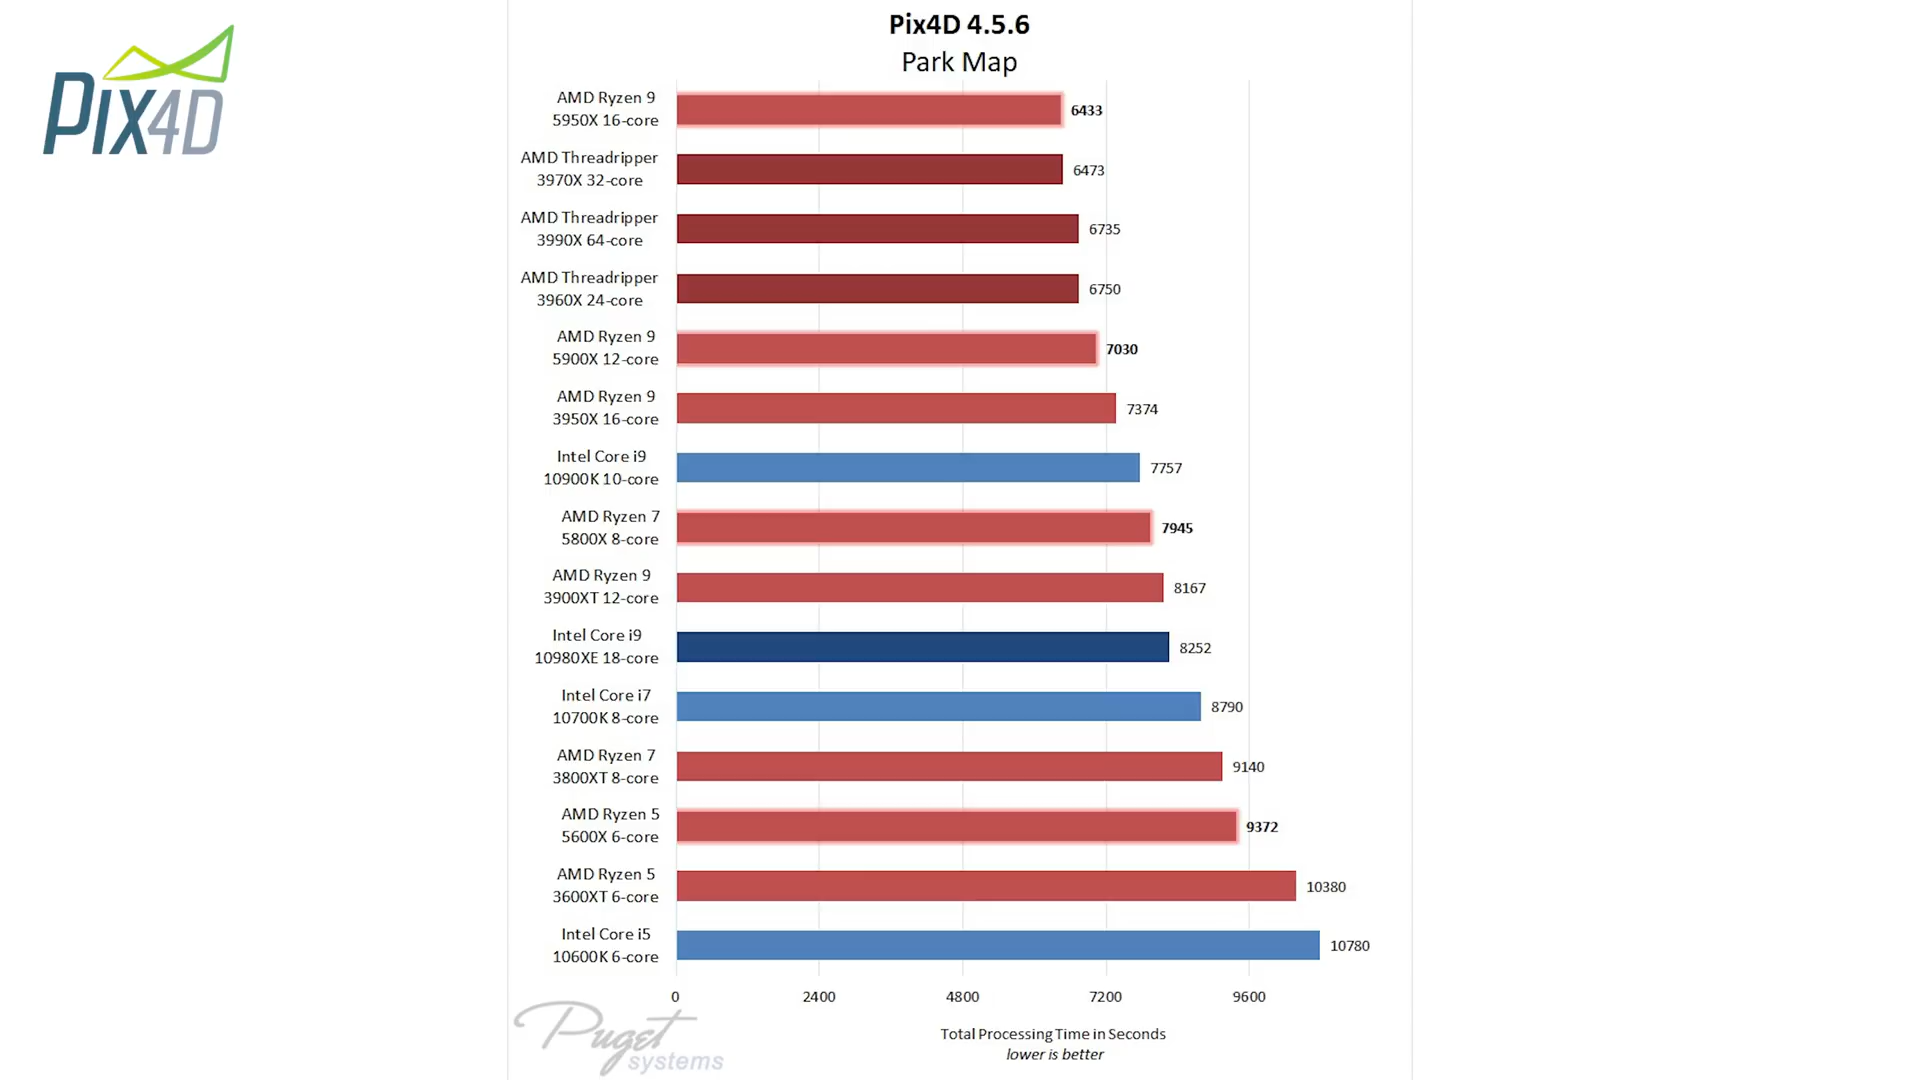 PIX4D
Pix4D 4.5.6
Park Map
AMD Ryzen 9
5950X 16-core
6433
AMD Threadripper
3970X 32-core
6473
AMD Threadripper
3990X 64-core
6735
AMD Threadripper
3960X 24-core
6750
AMD Ryzen 9
5900X 12-core
7030
AMD Ryzen 9
3950X 16-core
7374
Intel Core i9
10900K 10-core
7757
AMD Ryzen 7
5800X 8-core
7945
AMD Ryzen 9
3900XT 12-core
8167
Intel Core i9
10980XE 18-core
8252
Intel Core i7
10700K 8-core
8790
AMD Ryzen 7
3800XT 8-core
9140
AMD Ryzen 5
5600X 6-core
9372
AMD Ryzen 5
3600XT 6-core
10380
Intel Core i5
10600K 6-core
10780
0 2400 4800 7200 9600
Total Processing Time in Seconds
lower is better
Puget
systems